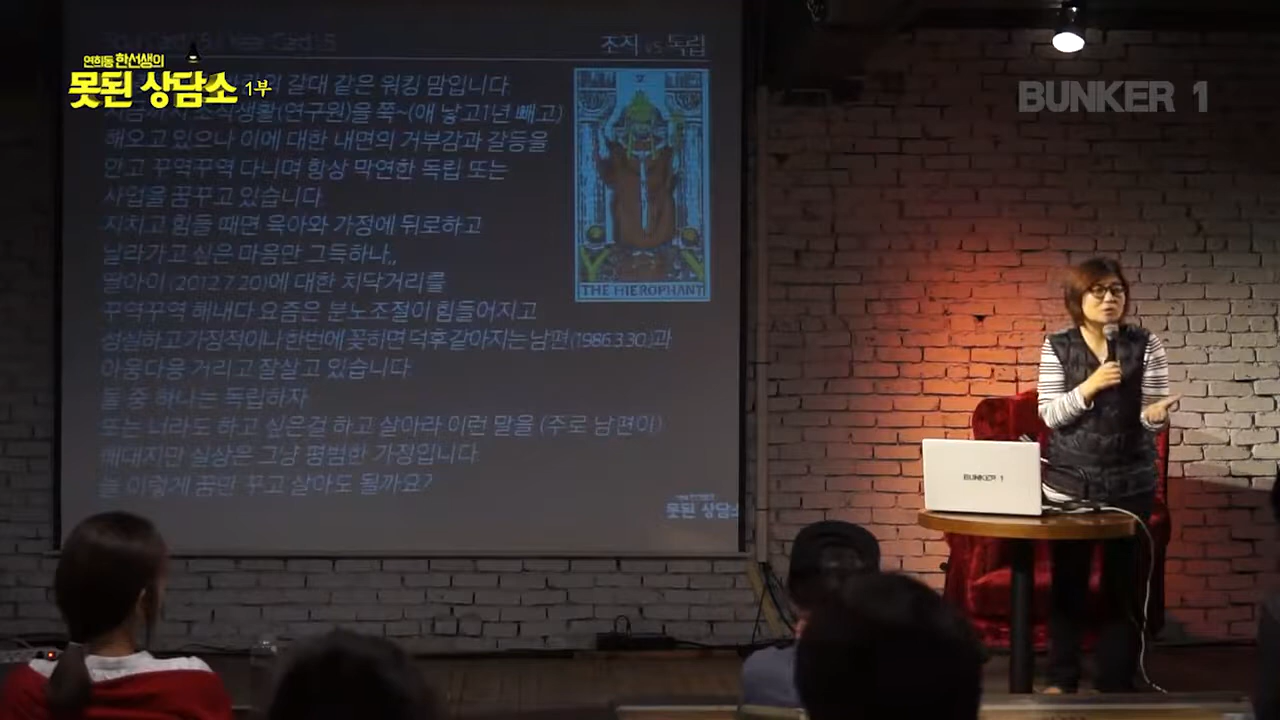 연희동 한선생의
못된 상담소 1부
BUNKER 1
조직 vs 독립
갈대 같은 워킹 맘입니다.
(연구원)을 쭉~(애 낳고 1년 빼고)
해오고 있으나 이에 대한 내면의 거부감과 갈등을
안고 꾸역꾸역 다니며 항상 막연한 독립 또는
사업을 꿈꾸고 있습니다.
지치고 힘들 때면 육아와 가정에 뒤로하고
날라가고 싶은 마음만 그득하나,,
딸아이 (2012.7.20)에 대한 치닥거리를
꾸역꾸역 해내다 요즘은 분노조절이 힘들어지고
성실하고 가정적이나 한번에 꽂히면 덕후 같아지는 남편 (1986.3.30.)과
아웅다웅 거리고 잘살고 있습니다.
둘 중 하나는 독립하자
또는 너라도 하고 싶은걸 하고 살아라 이런 말을 (주로 남편이)
해대지만 실상은 그냥 평범한 가정입니다.
늘 이렇게 꿈만 꾸고 살아도 될까요?
V
THE HIEROPHANT
못된 상담소
BUNKER 1